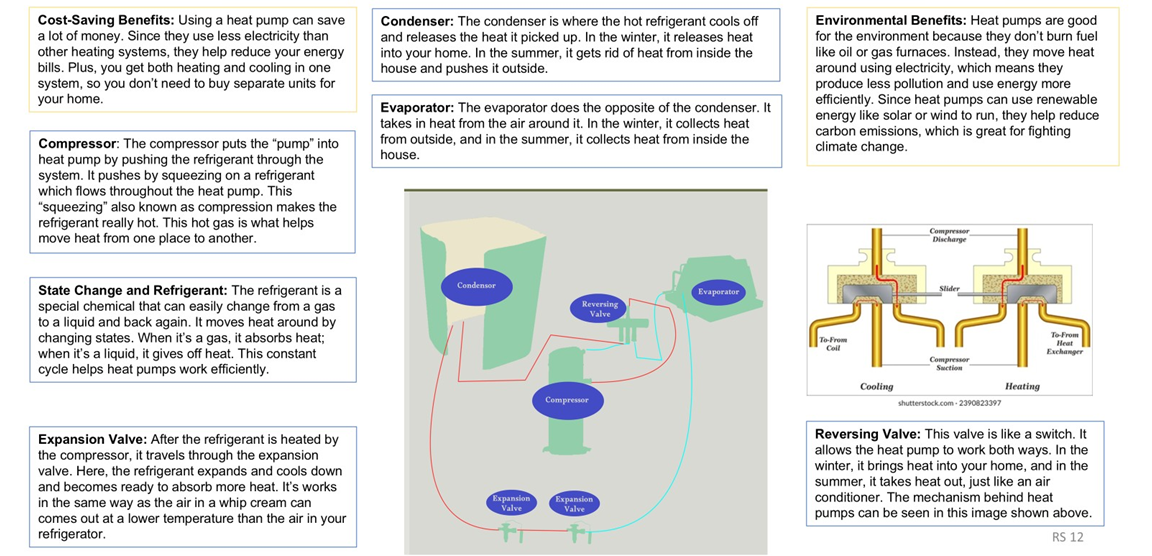 Cost-Saving Benefits: Using a heat pump can save
a lot of money. Since they use less electricity than
other heating systems, they help reduce your energy
bills. Plus, you get both heating and cooling in one
system, so you don't need to buy separate units for
your home.
Compressor: The compressor puts the “pump” into
heat pump by pushing the refrigerant through the
system. It pushes by squeezing on a refrigerant
which flows throughout the heat pump. This
“squeezing” also known as compression makes the
refrigerant really hot. This hot gas is what helps
move heat from one place to another.
State Change and Refrigerant: The refrigerant is a
special chemical that can easily change from a gas
to a liquid and back again. It moves heat around by
changing states. When it's a gas, it absorbs heat;
when it's a liquid, it gives off heat. This constant
cycle helps heat pumps work efficiently.
Expansion Valve: After the refrigerant is heated by
the compressor, it travels through the expansion
valve. Here, the refrigerant expands and cools down
and becomes ready to absorb more heat. It's works
in the same way as the air in a whip cream can
comes out at a lower temperature than the air in your
refrigerator.
Condenser: The condenser is where the hot refrigerant cools off
and releases the heat it picked up. In the winter, it releases heat
into your home. In the summer, it gets rid of heat from inside the
house and pushes it outside.
Evaporator: The evaporator does the opposite of the condenser. It
takes in heat from the air around it. In the winter, it collects heat
from outside, and in the summer, it collects heat from inside the
house.
Condensor
Reversing
Valve
Evaporator
Compressor
Expansion
Valve
Expansion
Valve
Environmental Benefits: Heat pumps are good
for the environment because they don't burn fuel
like oil or gas furnaces. Instead, they move heat
around using electricity, which means they
produce less pollution and use energy more
efficiently. Since heat pumps can use renewable
energy like solar or wind to run, they help reduce
carbon emissions, which is great for fighting
climate change.
Compressor
Discharge
Slider
To-From
Coil
To-From
Heat
Exchanger
Compressor
Suction
Cooling
Heating
shutterstock.com · 2390823397
Reversing Valve: This valve is like a switch. It
allows the heat pump to work both ways. In the
winter, it brings heat into your home, and in the
summer, it takes heat out, just like an air
conditioner. The mechanism behind heat
pumps can be seen in this image shown above.
RS 12